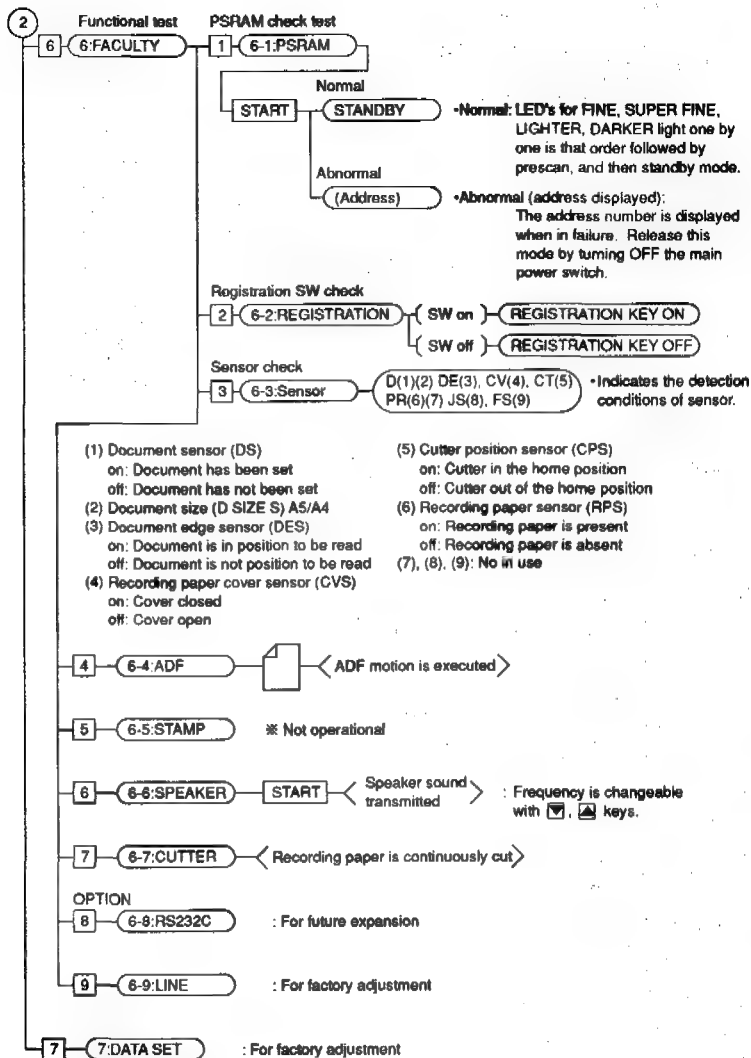 2
Functional test
PSRAM check test
6 6:FACULTY 1 6-1:PSRAM
Normal
START STANDBY
•Normal: LED's for FINE, SUPER FINE,
LIGHTER, DARKER light one by
one is that order followed by
prescan, and then standby mode.
Abnormal
(Address)
•Abnormal (address displayed):
The address number is displayed
when in failure. Release this
mode by turning OFF the main
power switch.
Registration SW check
2 6-2:REGISTRATION SW on REGISTRATION KEY ON
SW off REGISTRATION KEY OFF
Sensor check
3 6-3:Sensor
D(1)(2) DE(3), CV(4), CT(5)
PR(6)(7) JS(8), FS(9)
•Indicates the detection
conditions of sensor.
(1) Document sensor (DS)
on: Document has been set
off: Document has not been set
(2) Document size (D SIZE S) A5/A4
(3) Document edge sensor (DES)
on: Document is in position to be read
off: Document is not position to be read
(4) Recording paper cover sensor (CVS)
on: Cover closed
off: Cover open
(5) Cutter position sensor (CPS)
on: Cutter in the home position
off: Cutter out of the home position
(6) Recording paper sensor (RPS)
on: Recording paper is present
off: Recording paper is absent
(7), (8), (9): No in use
4 6-4:ADF ADF motion is executed
5 6-5:STAMP ※ Not operational
6 6-6:SPEAKER START
Speaker sound
transmitted
: Frequency is changeable
with ▼, ▲ keys.
7 6-7:CUTTER Recording paper is continuously cut
OPTION
8 6-8:RS232C : For future expansion
9 6-9:LINE : For factory adjustment
7 7:DATA SET : For factory adjustment